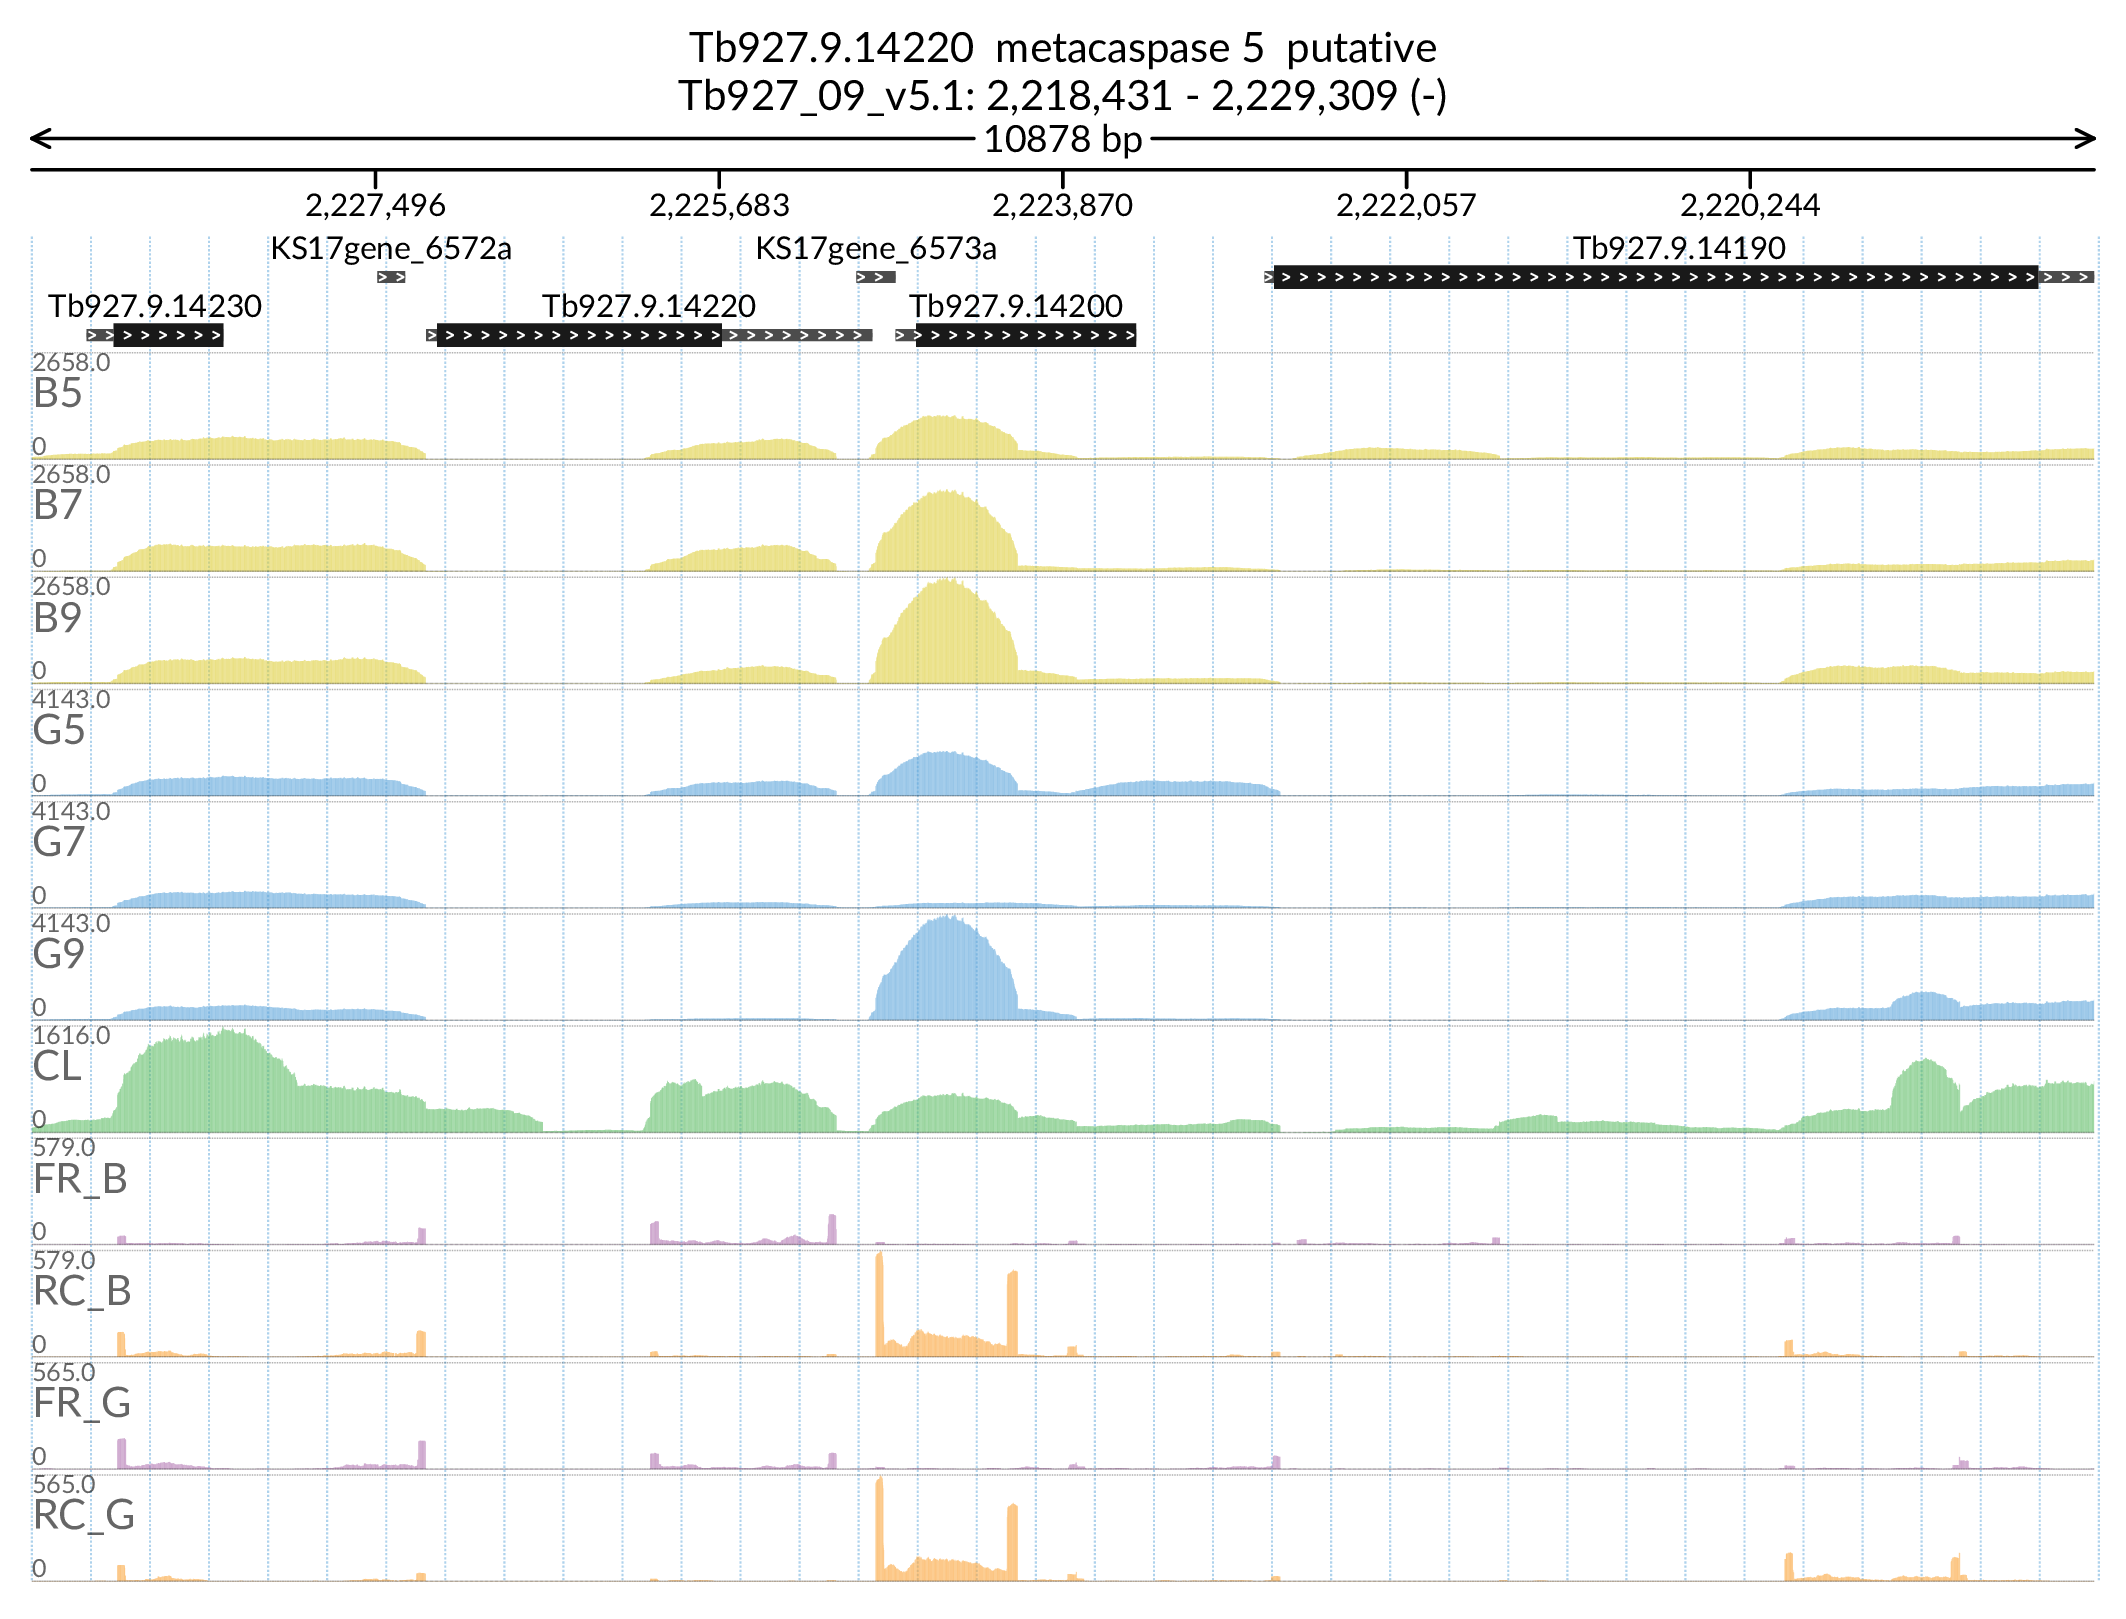 Tb927.9.14220  metacaspase 5  putative
Tb927_09_v5.1: 2,218,431 - 2,229,309 (-)
10878 bp
2,227,496 2,225,683 2,223,870 2,222,057 2,220,244
KS17gene_6572a KS17gene_6573a Tb927.9.14190
Tb927.9.14230 Tb927.9.14220 Tb927.9.14200
2658.0
B5
0
2658.0
B7
0
2658.0
B9
0
4143.0
G5
0
4143.0
G7
0
4143.0
G9
0
1616.0
CL
0
579.0
FR_B
0
579.0
RC_B
0
565.0
FR_G
0
565.0
RC_G
0